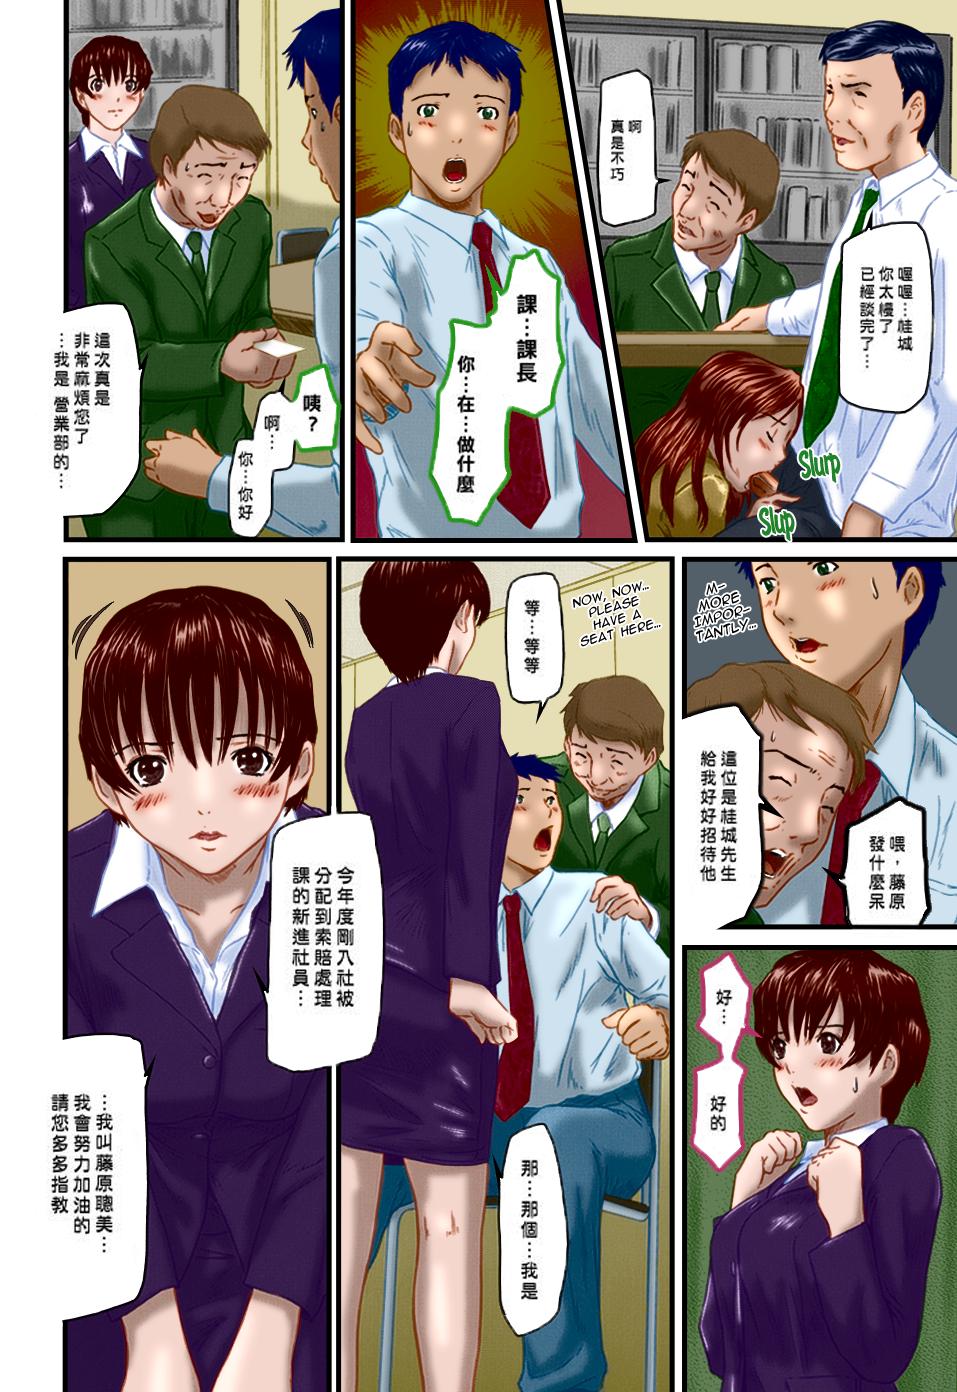 喔喔…桂城
你太慢了
已經談完了…
啊
真是不巧
Slurp
Slup
課…課長
你…在…做什麼
咦?
啊…
你…你好
這次真是
非常麻煩您了
…我是 營業部的…
M-
MORE
IMPOR-
TANTLY...
喂,藤原
發什麼呆
這位是桂城先生
給我好好招待他
好…
好的
NOW, NOW...
PLEASE
HAVE A
SEAT HERE...
等…等等
那…那個…我是
今年度剛入社被
分配到索賠處理
課的新進社員…
…我叫藤原聰美…
我會努力加油的
請您多多指教